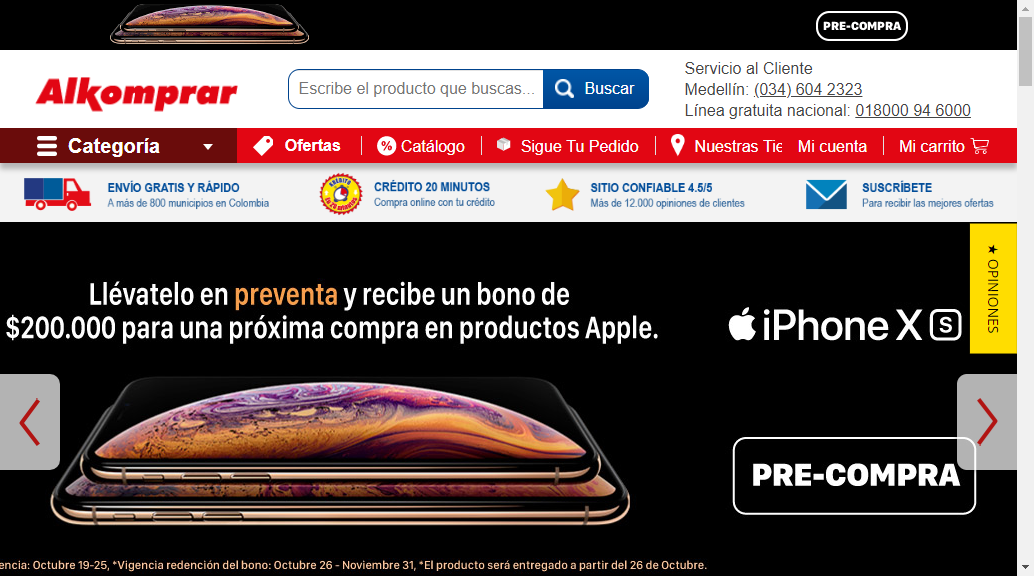 PRE-COMPRA
Alkomprar
Escribe el producto que buscas...
Buscar
Servicio al Cliente
Medellín: (034) 604 2323
Línea gratuita nacional: 018000 94 6000
Categoría
Ofertas
% Catálogo
Sigue Tu Pedido
Nuestras Tie
Mi cuenta
Mi carrito
ENVÍO GRATIS Y RÁPIDO
A más de 800 municipios en Colombia
CRÉDITO 20 MINUTOS
Compra online con tu crédito
SITIO CONFIABLE 4.5/5
Más de 12.000 opiniones de clientes
SUSCRÍBETE
Para recibir las mejores ofertas
★ OPINIONES
Llévatelo en preventa y recibe un bono de
$200.000 para una próxima compra en productos Apple.
iPhone XS
PRE-COMPRA
encia: Octubre 19-25, *Vigencia redención del bono: Octubre 26 - Noviembre 31, *El producto será entregado a partir del 26 de Octubre.